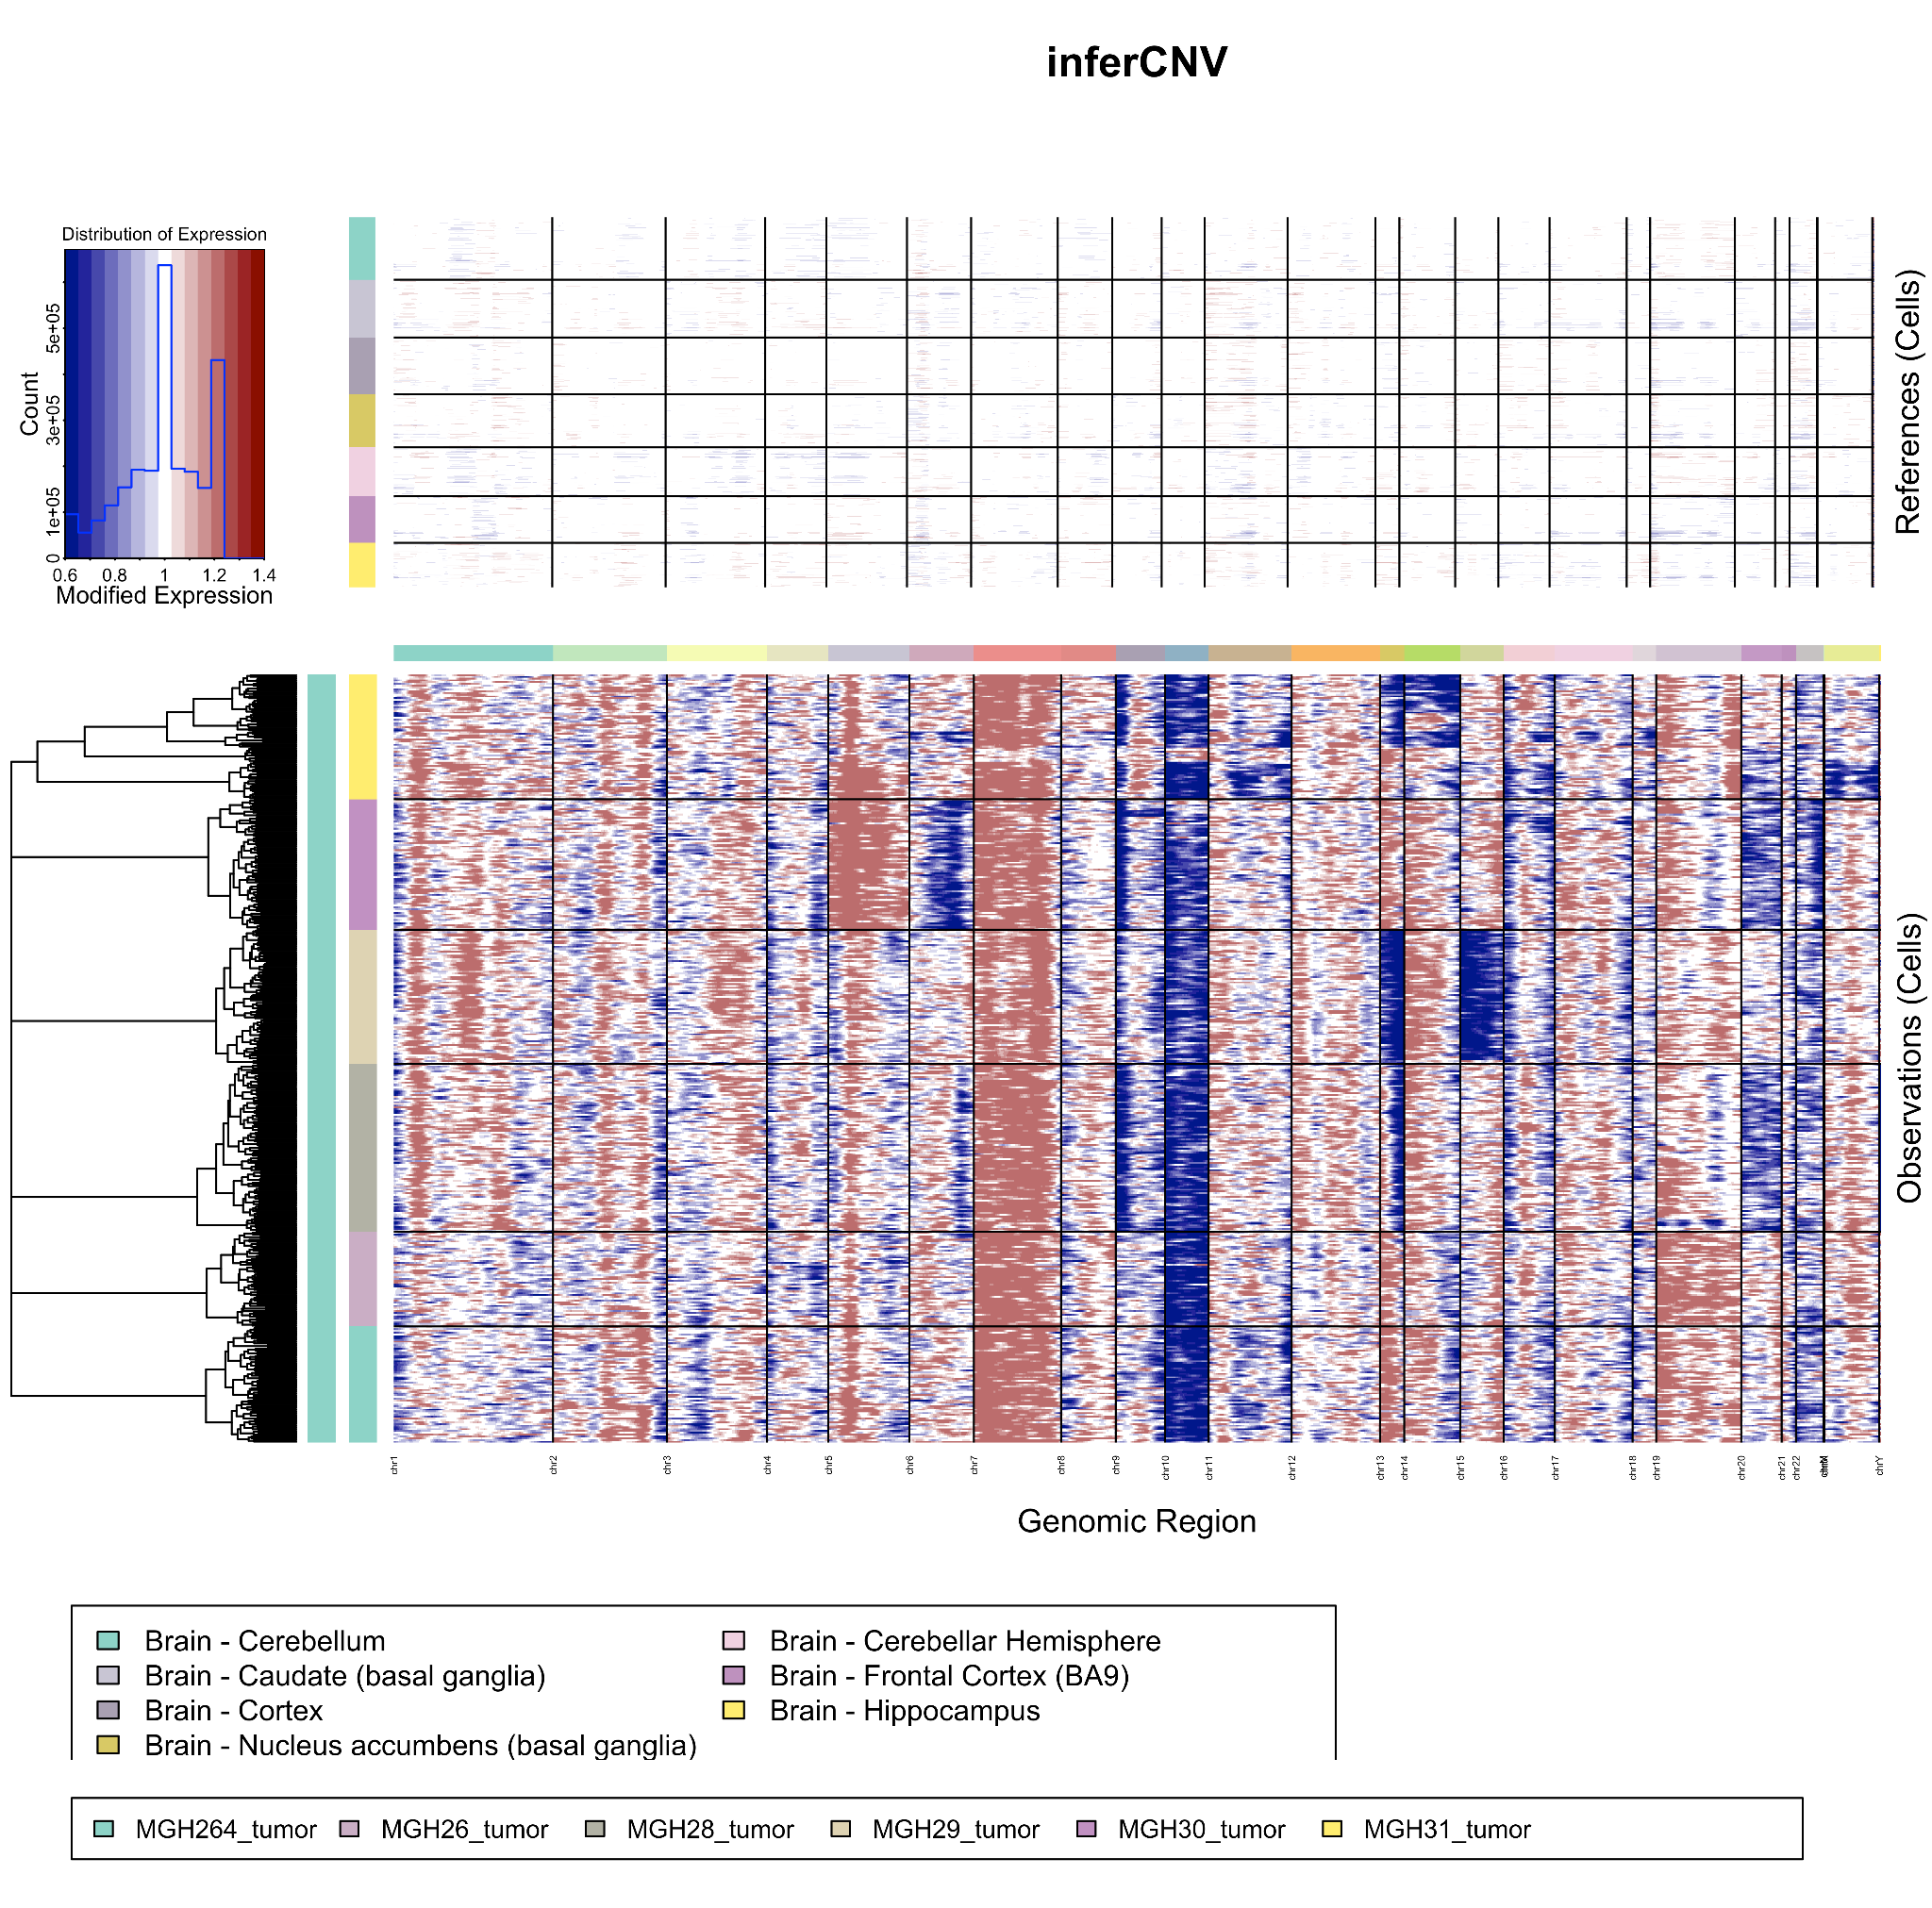 inferCNV
Distribution of Expression
Count
0 1e+05 3e+05 5e+05
0.6 0.8 1 1.2 1.4
Modified Expression
References (Cells)
Observations (Cells)
chr1 chr2 chr3 chr4 chr5 chr6 chr7 chr8 chr9 chr10 chr11 chr12 chr13 chr14 chr15 chr16 chr17 chr18 chr19 chr20 chr21 chr22 chrY
Genomic Region
Brain - Cerebellum
Brain - Caudate (basal ganglia)
Brain - Cortex
Brain - Nucleus accumbens (basal ganglia)
Brain - Cerebellar Hemisphere
Brain - Frontal Cortex (BA9)
Brain - Hippocampus
MGH264_tumor MGH26_tumor MGH28_tumor MGH29_tumor MGH30_tumor MGH31_tumor